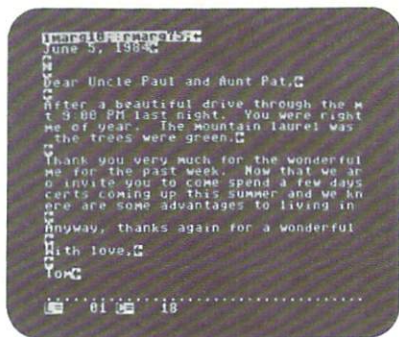 lmarg10;:rmarg75;
June 5, 1984
Dear Uncle Paul and Aunt Pat,
After a beautiful drive through the m
t 9:00 PM last night. You were right
me of year. The mountain laurel was
the trees were green.
Thank you very much for the wonderful
me for the past week. Now that we ar
o invite you to come spend a few days
certs coming up this summer and we kn
ere are some advantages to living in
Anyway, thanks again for a wonderful
With love,
Tom
L= 01 C= 18